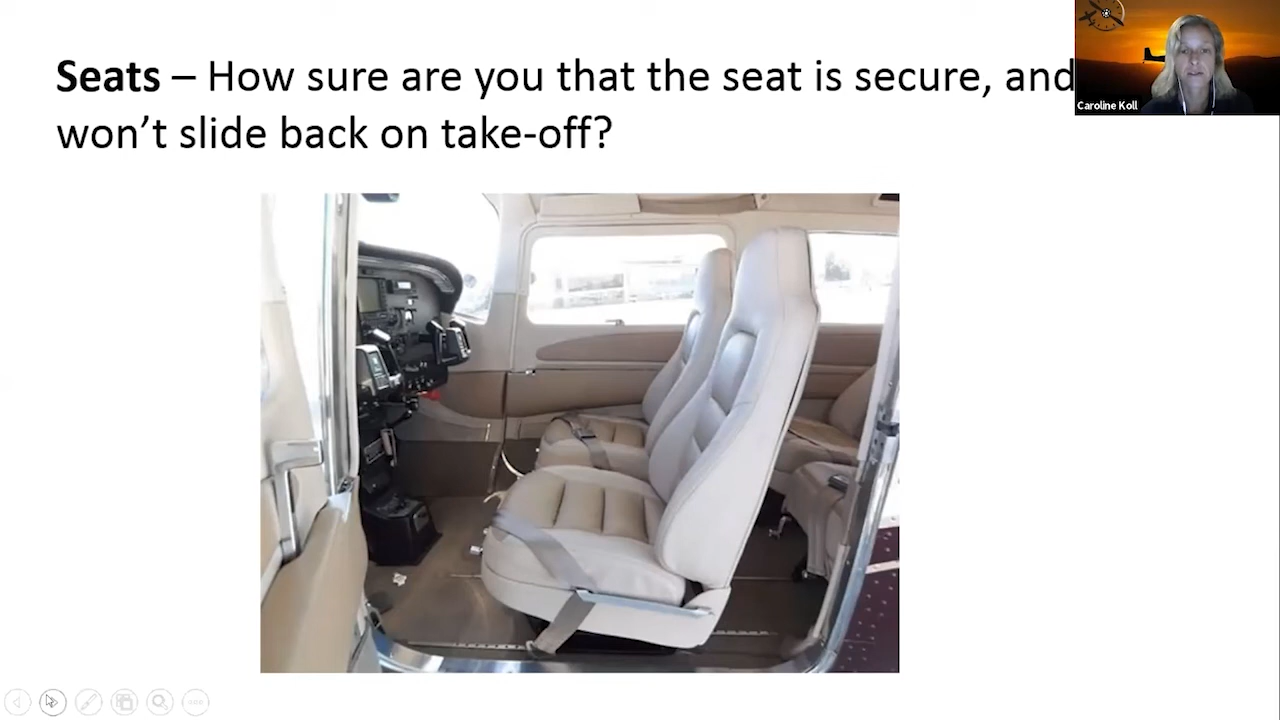 Seats – How sure are you that the seat is secure, and
won't slide back on take-off?
Caroline Koll